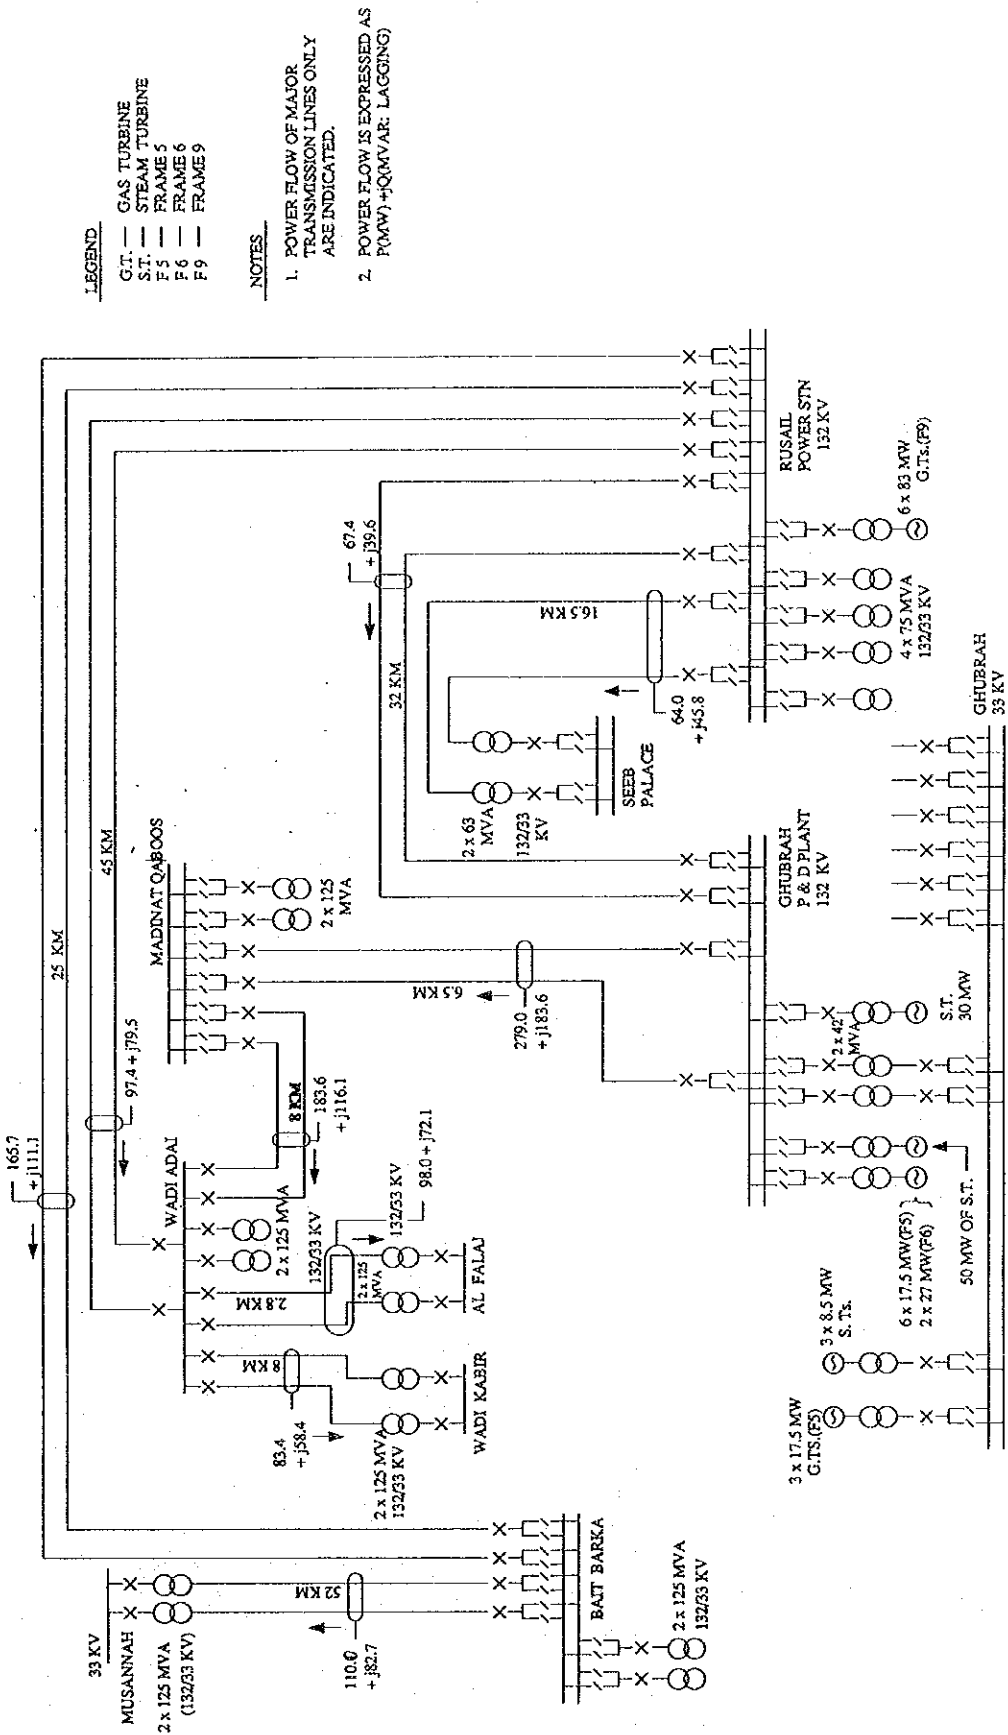 LEGEND
G.T. — GAS TURBINE
S.T. — STEAM TURBINE
F5 — FRAME 5
F6 — FRAME 6
F9 — FRAME 9
NOTES
1. POWER FLOW OF MAJOR
TRANSMISSION LINES ONLY
ARE INDICATED.
2. POWER FLOW IS EXPRESSED AS
P(MW) +jQ(MVAR: LAGGING)
33 KV
MUSANNAH
2 x 125 MVA
(132/33 KV)
52 KM
110.0
+ j82.7
BAIT BARKA
2 x 125 MVA
132/33 KV
165.7
+ j111.1
25 KM
45 KM
97.4 + j79.5
WADI ADAI
2 x 125 MVA
132/33 KV
8 KM
183.6
+ j116.1
2.8 KM
98.0 + j72.1
2 x 125
MVA
132/33 KV
AL FALAJ
8 KM
83.4
+ j58.4
2 x 125 MVA
132/33 KV
WADI KABIR
MADINAT QABOOS
2 x 125
MVA
6.5 KM
279.0
+ j183.6
67.4
+ j39.6
32 KM
16.5 KM
64.0
+ j45.8
2 x 63
MVA
132/33
KV
SEEB
PALACE
RUSAIL
POWER STN
132 KV
6 x 83 MW
G.Ts.(F9)
4 x 75 MVA
132/33 KV
GHUBRAH
P & D PLANT
132 KV
S.T.
30 MW
2 x 42
MVA
6 x 17.5 MW(F5)
2 x 27 MW(F6)
50 MW OF S.T.
GHUBRAH
33 KV
3 x 8.5 MW
S. Ts.
3 x 17.5 MW
G.TS.(F5)